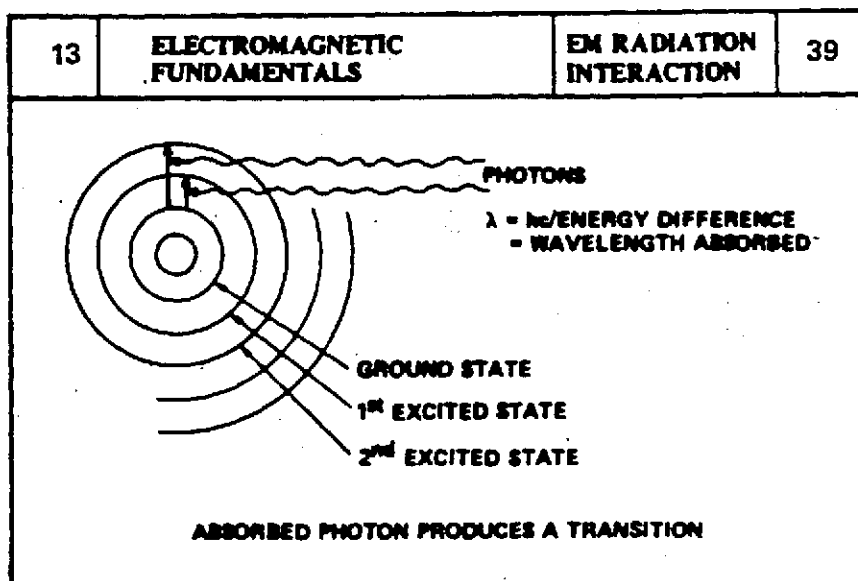 13
ELECTROMAGNETIC
FUNDAMENTALS
EM RADIATION
INTERACTION
39
PHOTONS
λ = hc/ENERGY DIFFERENCE
= WAVELENGTH ABSORBED
GROUND STATE
1st EXCITED STATE
2nd EXCITED STATE
ABSORBED PHOTON PRODUCES A TRANSITION